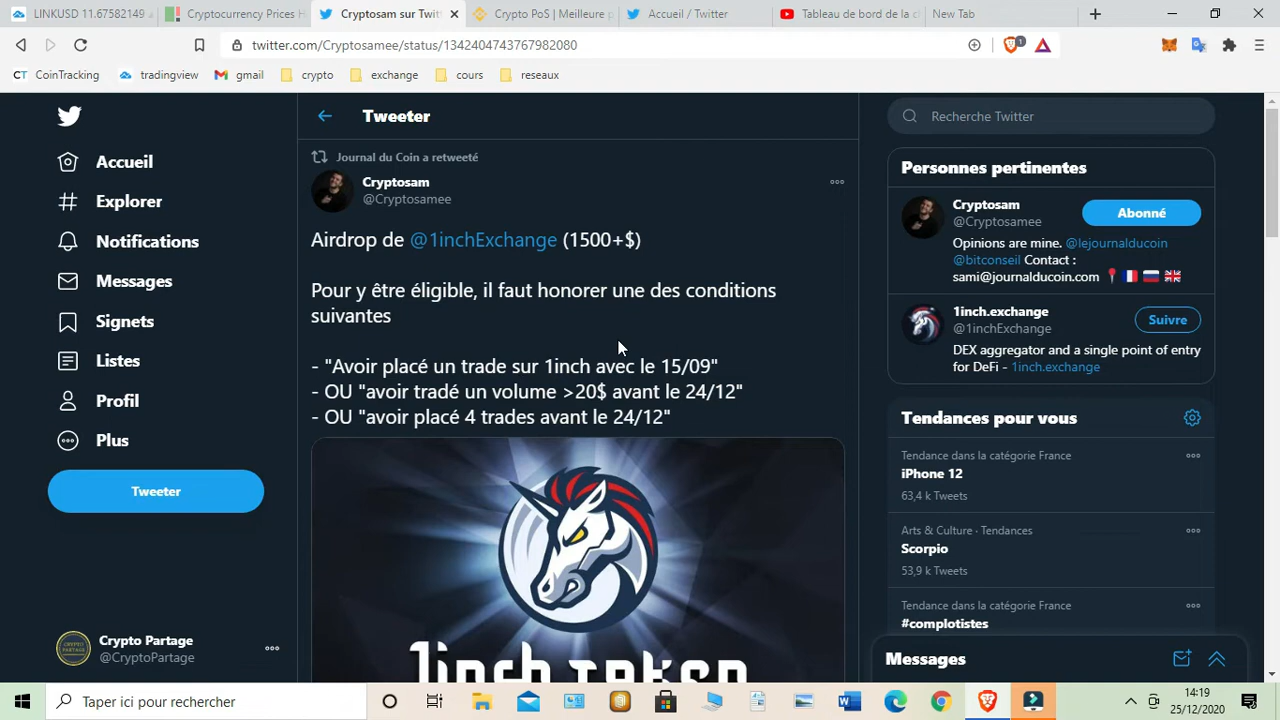 LINKUSD 11.67582149
Cryptocurrency Prices H
Cryptosam sur Twit
Crypto PoS | Meilleure p
Accueil / Twitter
Tableau de bord de la c
New Tab
twitter.com/Cryptosamee/status/1342404743767982080
1
CT CoinTracking
tradingview
gmail
crypto
exchange
cours
reseaux
Accueil
Explorer
Notifications
Messages
Signets
Listes
Profil
Plus
Tweeter
Crypto Partage
@CryptoPartage
Tweeter
Journal du Coin a retweeté
Cryptosam
@Cryptosamee
Airdrop de @1inchExchange (1500+$)
Pour y être éligible, il faut honorer une des conditions
suivantes
- "Avoir placé un trade sur 1inch avec le 15/09"
- OU "avoir tradé un volume >20$ avant le 24/12"
- OU "avoir placé 4 trades avant le 24/12"
1inch token
Recherche Twitter
Personnes pertinentes
Cryptosam
@Cryptosamee
Abonné
Opinions are mine. @lejournalducoin
@bitconseil Contact :
sami@journalducoin.com
1inch.exchange
@1inchExchange
Suivre
DEX aggregator and a single point of entry
for DeFi - 1inch.exchange
Tendances pour vous
Tendance dans la catégorie France
iPhone 12
63,4 k Tweets
Arts & Culture · Tendances
Scorpio
53,9 k Tweets
Tendance dans la catégorie France
#complotistes
Messages
Taper ici pour rechercher
14:19
25/12/2020